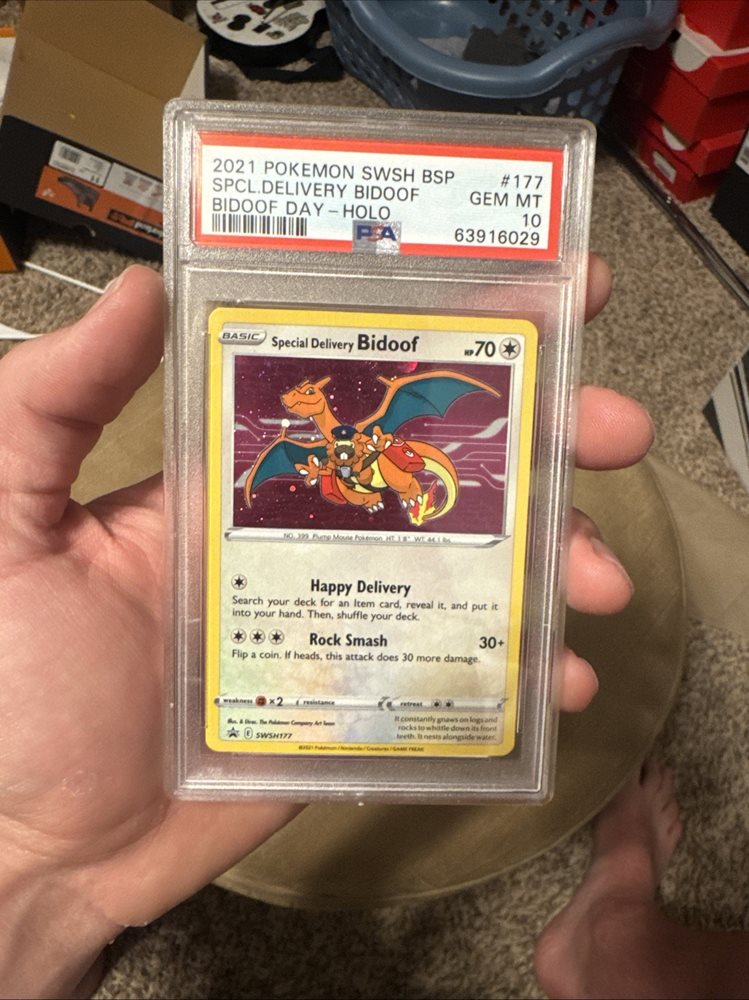 2021 POKEMON SWSH BSP #177
SPCL.DELIVERY BIDOOF GEM MT
BIDOOF DAY-HOLO 10
PSA 63916029
BASIC Special Delivery Bidoof HP70
NO. 399 Plump Mouse Pokémon HT: 1'8" WT: 44.1 lbs.
Happy Delivery
Search your deck for an Item card, reveal it, and put it
into your hand. Then, shuffle your deck.
Rock Smash 30+
Flip a coin. If heads, this attack does 30 more damage.
weakness ×2 resistance retreat
Illus. & Direc. The Pokémon Company Art Team
It constantly gnaws on logs and
rocks to whittle down its front
teeth. It nests alongside water.
E SWSH177
©2021 Pokémon / Nintendo / Creatures / GAME FREAK